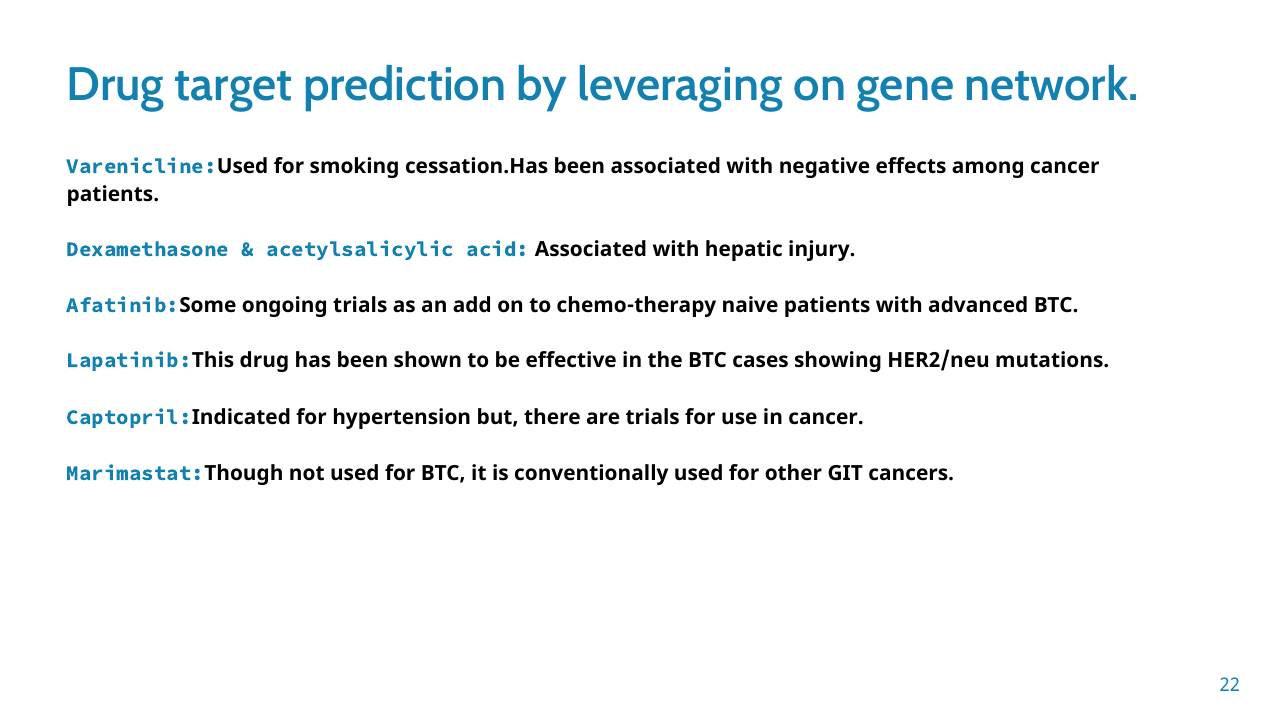 Drug target prediction by leveraging on gene network.
Varenicline:Used for smoking cessation.Has been associated with negative effects among cancer
patients.
Dexamethasone & acetylsalicylic acid: Associated with hepatic injury.
Afatinib:Some ongoing trials as an add on to chemo-therapy naive patients with advanced BTC.
Lapatinib:This drug has been shown to be effective in the BTC cases showing HER2/neu mutations.
Captopril:Indicated for hypertension but, there are trials for use in cancer.
Marimastat:Though not used for BTC, it is conventionally used for other GIT cancers.
22